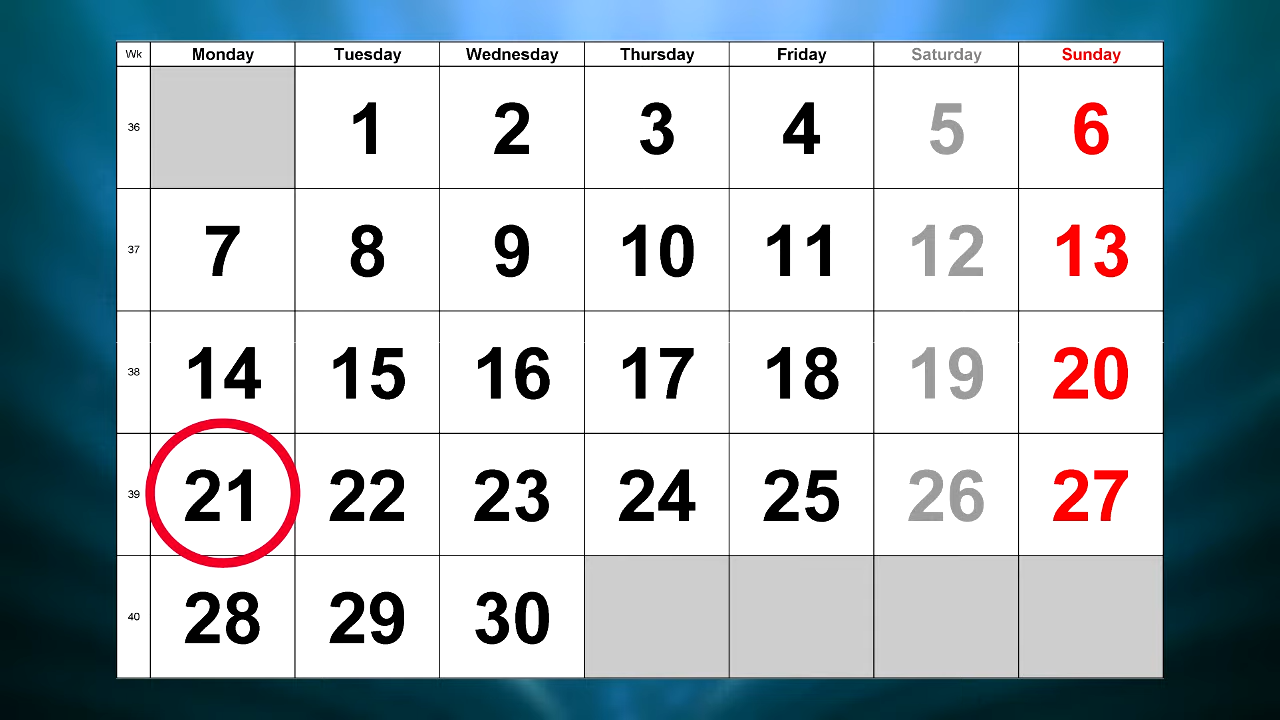 Wk Monday Tuesday Wednesday Thursday Friday Saturday Sunday
36 1 2 3 4 5 6
37 7 8 9 10 11 12 13
38 14 15 16 17 18 19 20
39 21 22 23 24 25 26 27
40 28 29 30